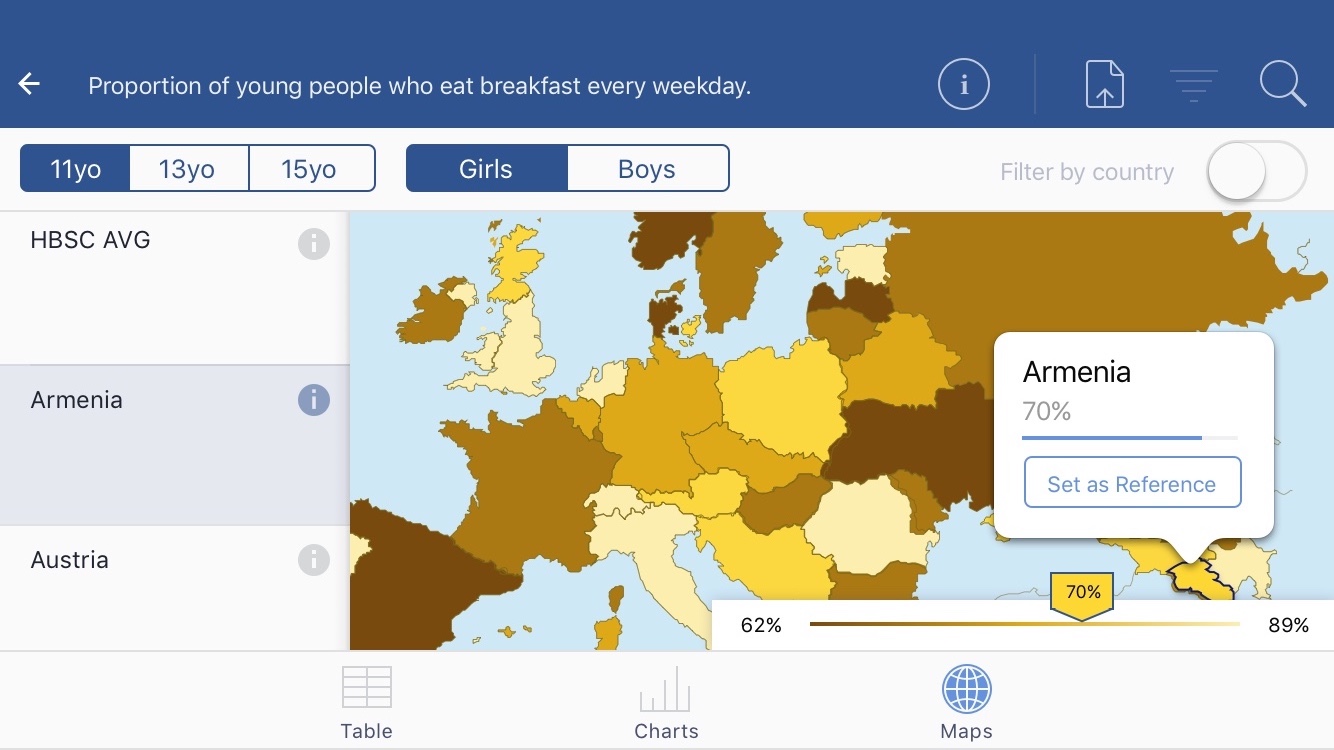 Proportion of young people who eat breakfast every weekday.
i
11yo 13yo 15yo Girls Boys Filter by country
HBSC AVG i
Armenia i
Austria i
Armenia
70%
Set as Reference
70%
62% 89%
Table Charts Maps